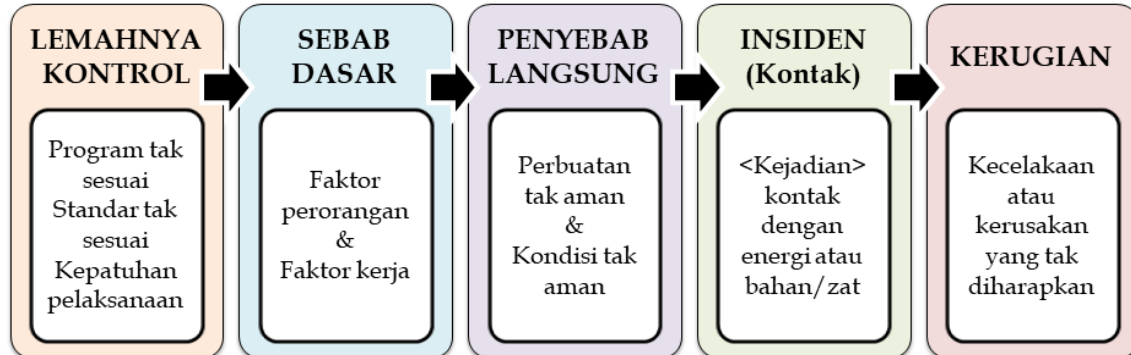 LEMAHNYA
KONTROL
Program tak
sesuai
Standar tak
sesuai
Kepatuhan
pelaksanaan
SEBAB
DASAR
Faktor
perorangan
&
Faktor kerja
PENYEBAB
LANGSUNG
Perbuatan
tak aman
&
Kondisi tak
aman
INSIDEN
(Kontak)
<Kejadian>
kontak
dengan
energi atau
bahan/zat
KERUGIAN
Kecelakaan
atau
kerusakan
yang tak
diharapkan